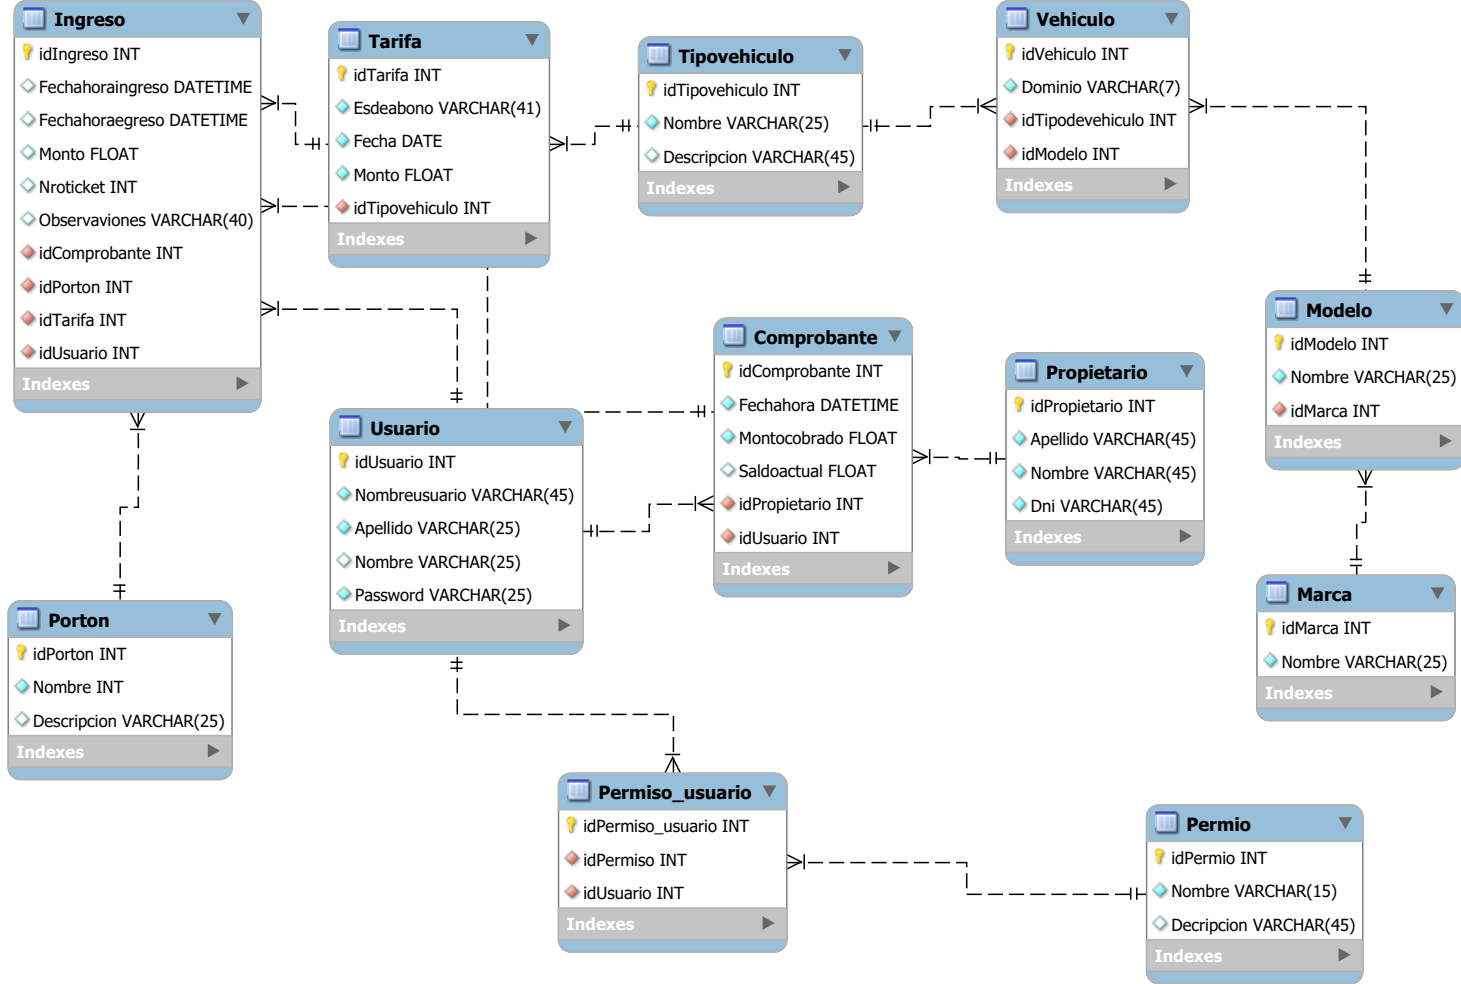 Ingreso
idIngreso INT
Fechahoraingreso DATETIME
Fechahoraegreso DATETIME
Monto FLOAT
Nroticket INT
Observaviones VARCHAR(40)
idComprobante INT
idPorton INT
idTarifa INT
idUsuario INT
Indexes
Tarifa
idTarifa INT
Esdeabono VARCHAR(41)
Fecha DATE
Monto FLOAT
idTipovehiculo INT
Indexes
Tipovehiculo
idTipovehiculo INT
Nombre VARCHAR(25)
Descripcion VARCHAR(45)
Indexes
Vehiculo
idVehiculo INT
Dominio VARCHAR(7)
idTipodevehiculo INT
idModelo INT
Indexes
Modelo
idModelo INT
Nombre VARCHAR(25)
idMarca INT
Indexes
Comprobante
idComprobante INT
Fechahora DATETIME
Montocobrado FLOAT
Saldoactual FLOAT
idPropietario INT
idUsuario INT
Indexes
Propietario
idPropietario INT
Apellido VARCHAR(45)
Nombre VARCHAR(45)
Dni VARCHAR(45)
Indexes
Usuario
idUsuario INT
Nombreusuario VARCHAR(45)
Apellido VARCHAR(25)
Nombre VARCHAR(25)
Password VARCHAR(25)
Indexes
Marca
idMarca INT
Nombre VARCHAR(25)
Indexes
Porton
idPorton INT
Nombre INT
Descripcion VARCHAR(25)
Indexes
Permiso_usuario
idPermiso_usuario INT
idPermiso INT
idUsuario INT
Indexes
Permio
idPermio INT
Nombre VARCHAR(15)
Decripcion VARCHAR(45)
Indexes